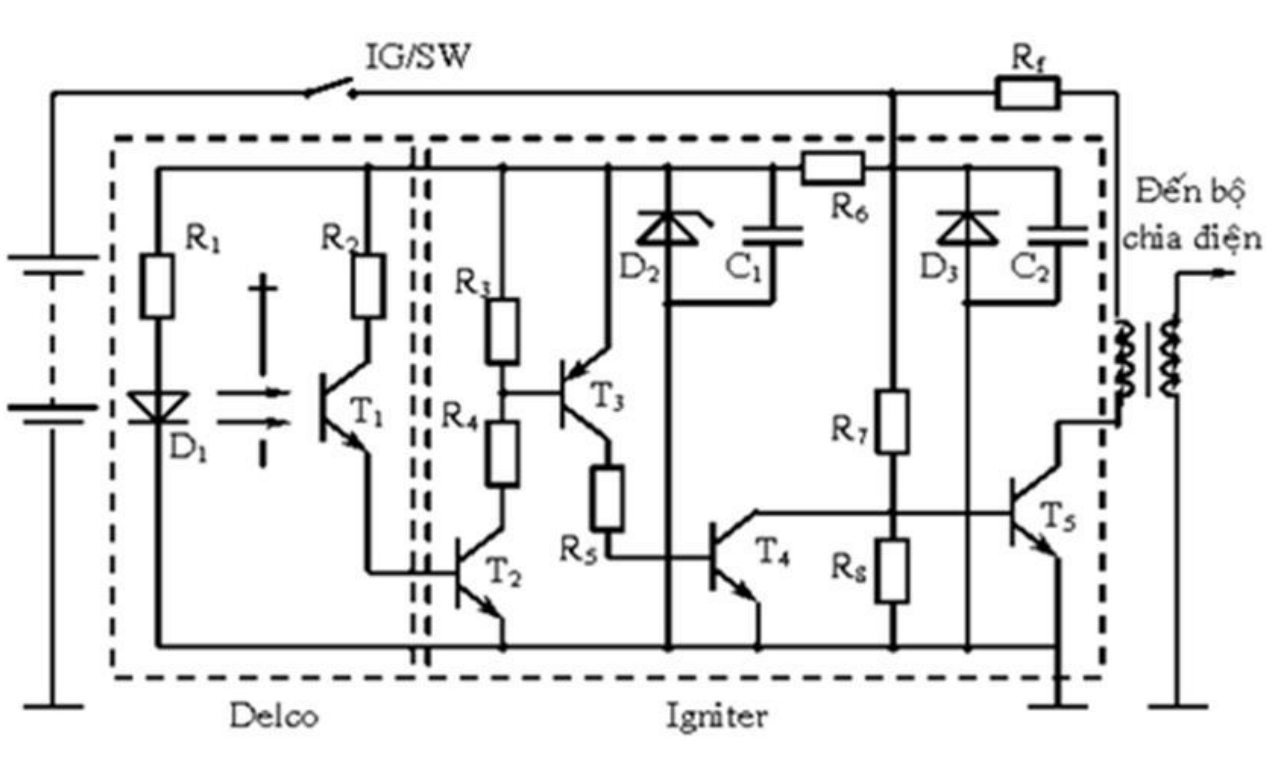 IG/SW
Rf
R6
Đến bộ
chia điện
R1
R2
R3
D2
C1
D3
C2
T1
R4
T3
R7
D1
T5
R5
T4
R8
T2
Delco
Igniter